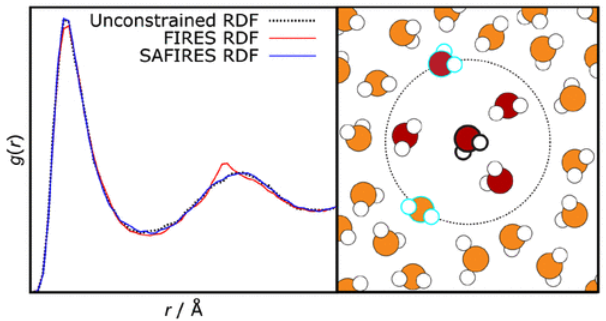 Unconstrained RDF
FIRES RDF
SAFIRES RDF
g(r)
r / Å